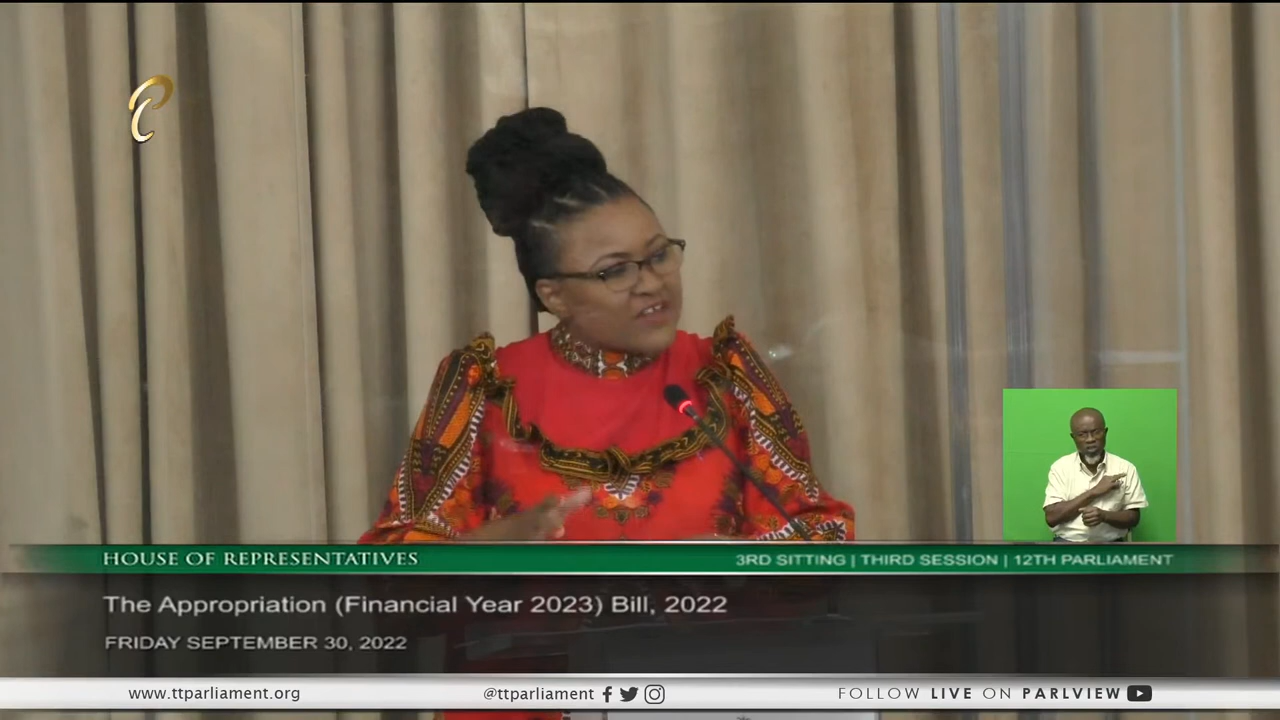 HOUSE OF REPRESENTATIVES
3RD SITTING | THIRD SESSION | 12TH PARLIAMENT
The Appropriation (Financial Year 2023) Bill, 2022
FRIDAY SEPTEMBER 30, 2022
www.ttparliament.org
@ttparliament
FOLLOW LIVE ON PARLVIEW